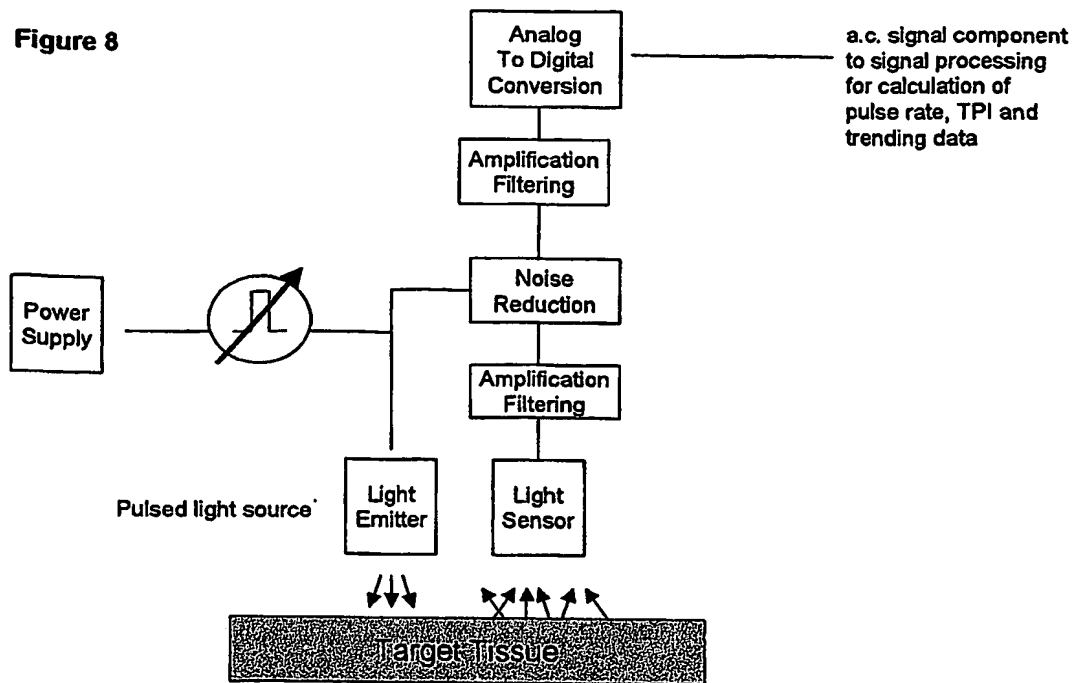 Figure 8
Analog
To Digital
Conversion
a.c. signal component
to signal processing
for calculation of
pulse rate, TPI and
trending data
Amplification
Filtering
Noise
Reduction
Power
Supply
Amplification
Filtering
Pulsed light source
Light
Emitter
Light
Sensor
Target Tissue